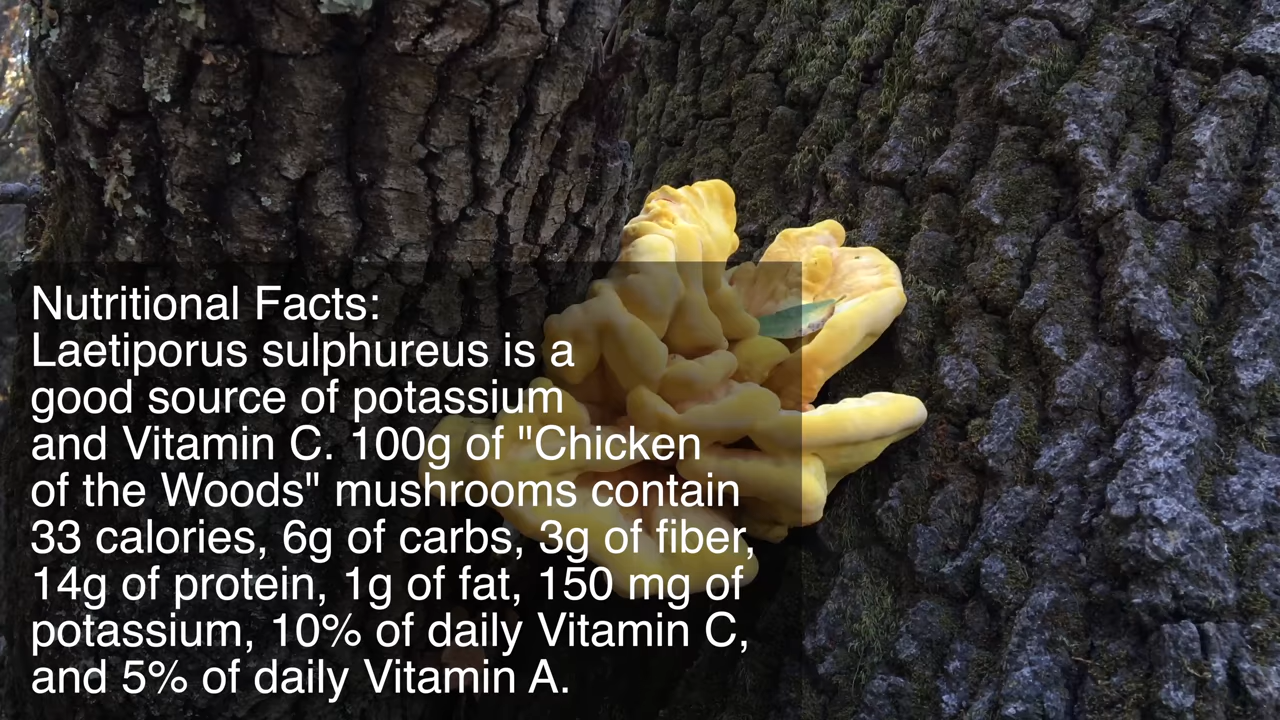 Nutritional Facts:
Laetiporus sulphureus is a
good source of potassium
and Vitamin C. 100g of "Chicken
of the Woods" mushrooms contain
33 calories, 6g of carbs, 3g of fiber,
14g of protein, 1g of fat, 150 mg of
potassium, 10% of daily Vitamin C,
and 5% of daily Vitamin A.